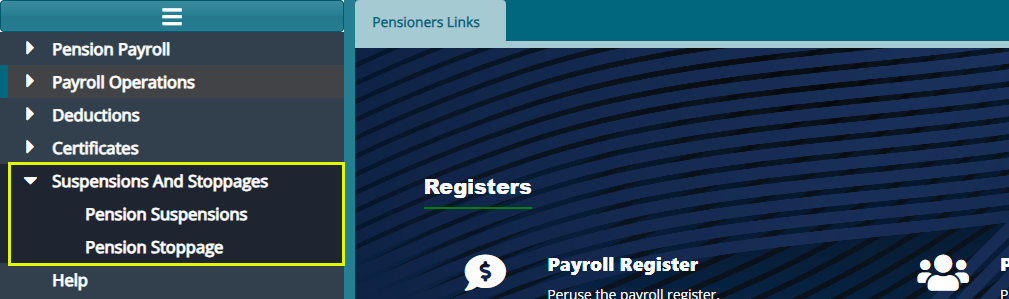 Pensioners Links
Pension Payroll
Payroll Operations
Deductions
Certificates
Suspensions And Stoppages
Pension Suspensions
Pension Stoppage
Help
Registers
Payroll Register
Peruse the payroll register.